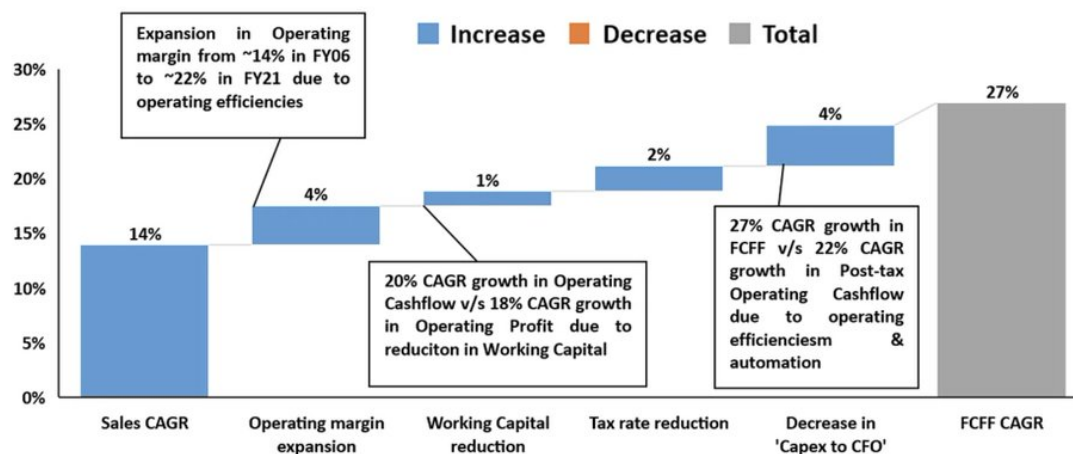 Expansion in Operating
margin from ~14% in FY06
to ~22% in FY21 due to
operating efficiencies
Increase
Decrease
Total
30%
25%
20%
15%
10%
5%
0%
14%
4%
1%
2%
4%
27%
20% CAGR growth in Operating
Cashflow v/s 18% CAGR growth
in Operating Profit due to
reduciton in Working Capital
27% CAGR growth in
FCFF v/s 22% CAGR
growth in Post-tax
Operating Cashflow
due to operating
efficienciesm &
automation
Sales CAGR
Operating margin
expansion
Working Capital
reduction
Tax rate reduction
Decrease in
'Capex to CFO'
FCFF CAGR